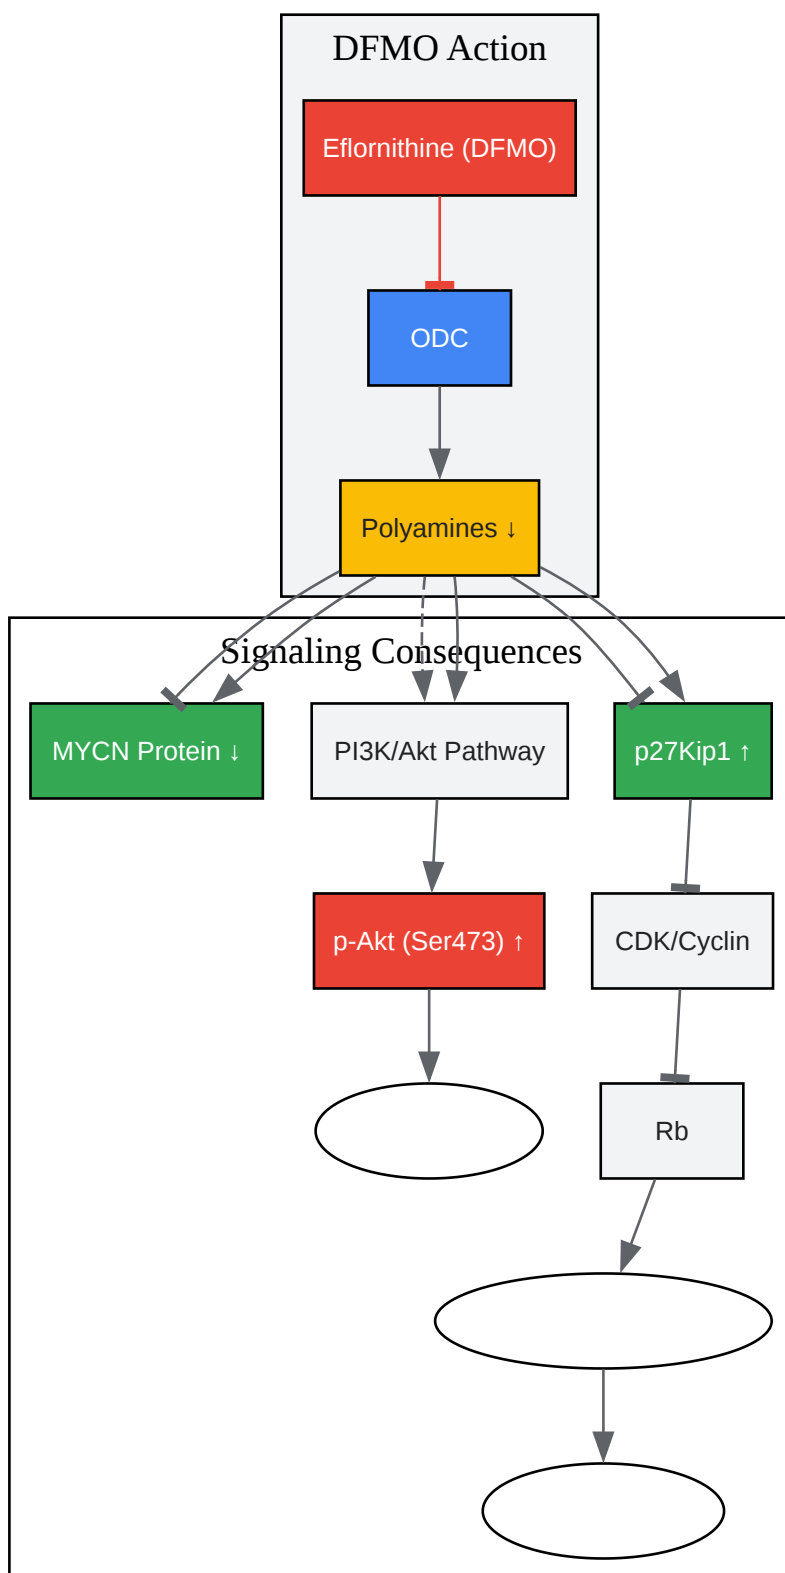 DFMO Action
Eflornithine (DFMO)
ODC
Polyamines ↓
Signaling Consequences
MYCN Protein ↓
PI3K/Akt Pathway
p27Kip1 ↑
p-Akt (Ser473) ↑
CDK/Cyclin
Rb